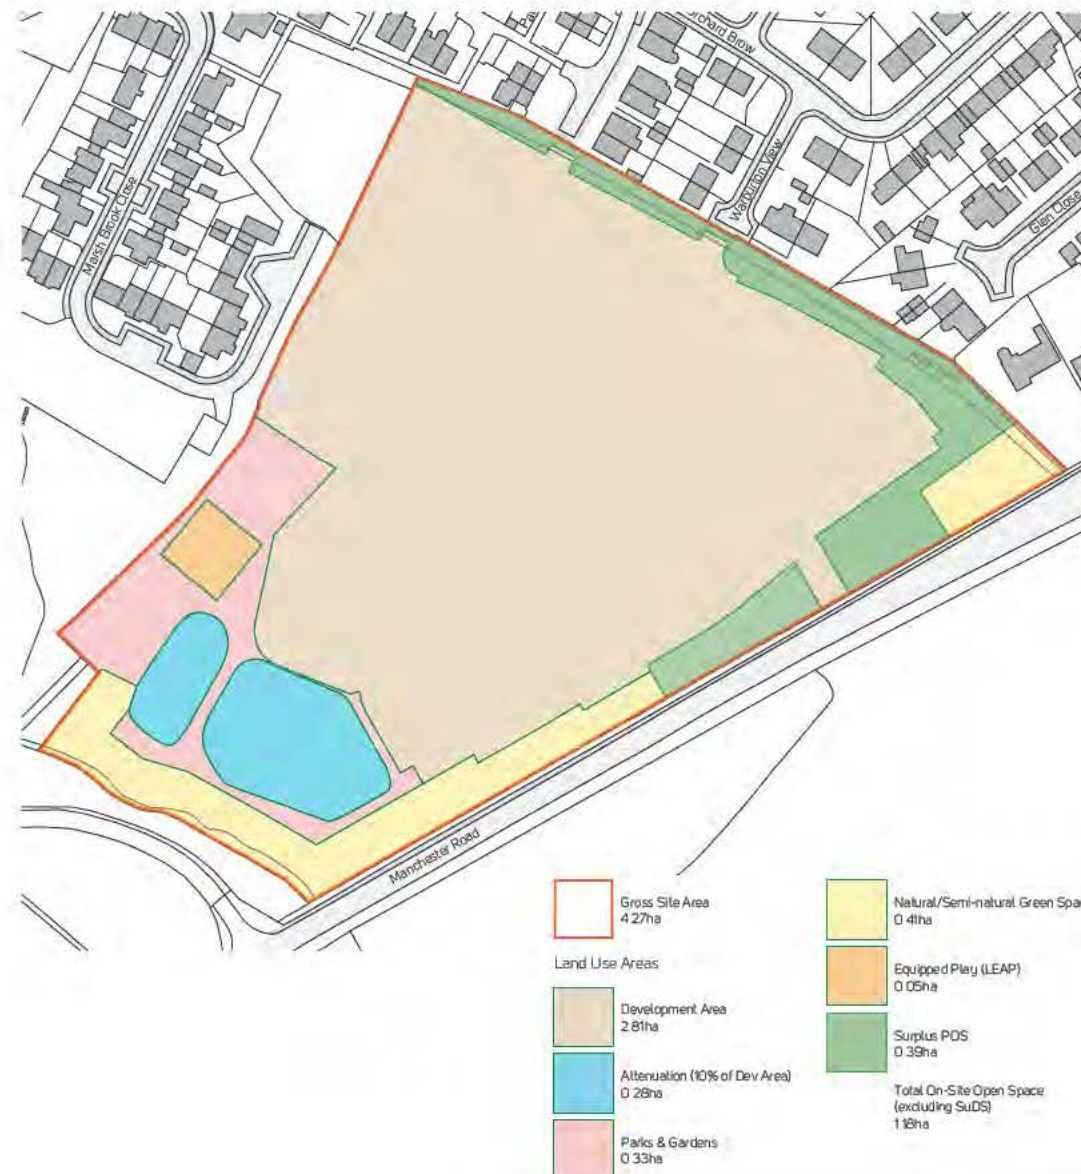 Orchard Brow
Marsh Brook Close
Warburton View
Glen Close
Manchester Road
Gross Site Area
4.27ha
Land Use Areas
Development Area
2.81ha
Attenuation (10% of Dev Area)
0.28ha
Parks & Gardens
0.33ha
Natural/Semi-natural Green Spa
0.41ha
Equipped Play (LEAP)
0.05ha
Surplus POS
0.39ha
Total On-Site Open Space
(excluding SuDS)
1.18ha